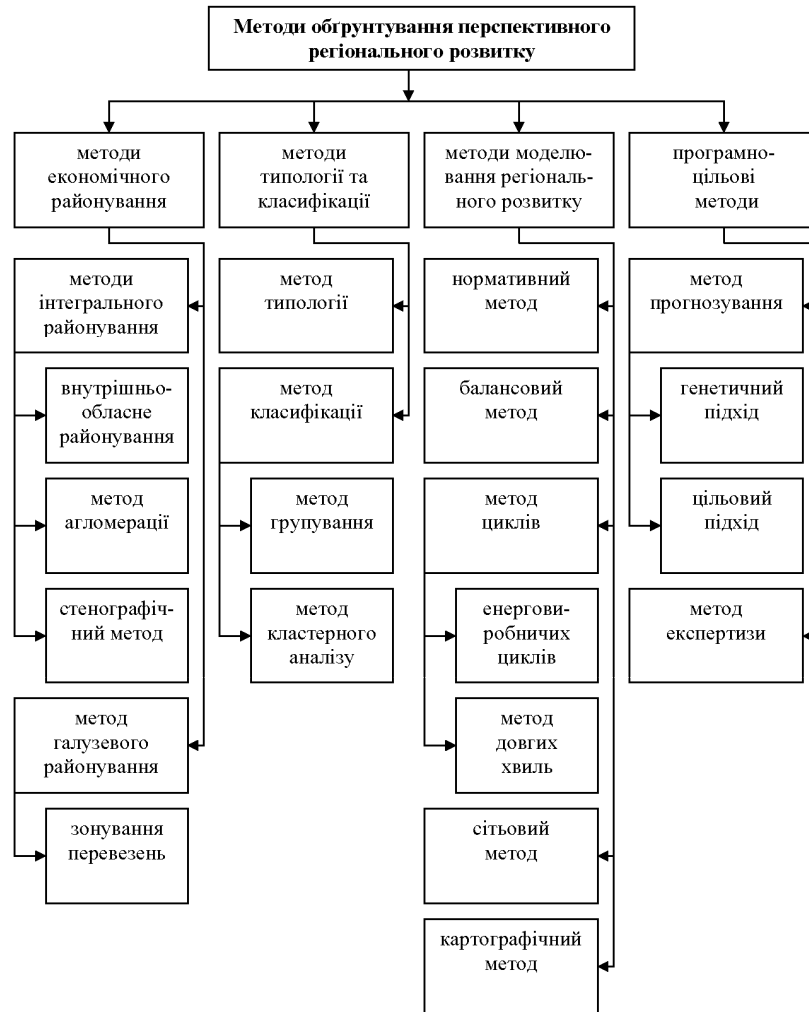 Методи обґрунтування перспективного
регіонального розвитку
методи
економічного
районування
методи
типології та
класифікації
методи моделю-
вання регіональ-
ного розвитку
програмно-
цільові
методи
методи
інтегрального
районування
внутрішньо-
обласне
районування
метод
агломерації
стенографіч-
ний метод
метод
галузевого
районування
зонування
перевезень
метод
типології
метод
класифікації
метод
групування
метод
кластерного
аналізу
нормативний
метод
балансовий
метод
метод
циклів
енергови-
робничих
циклів
метод
довгих
хвиль
сітьовий
метод
картографічний
метод
метод
прогнозування
генетичний
підхід
цільовий
підхід
метод
експертизи